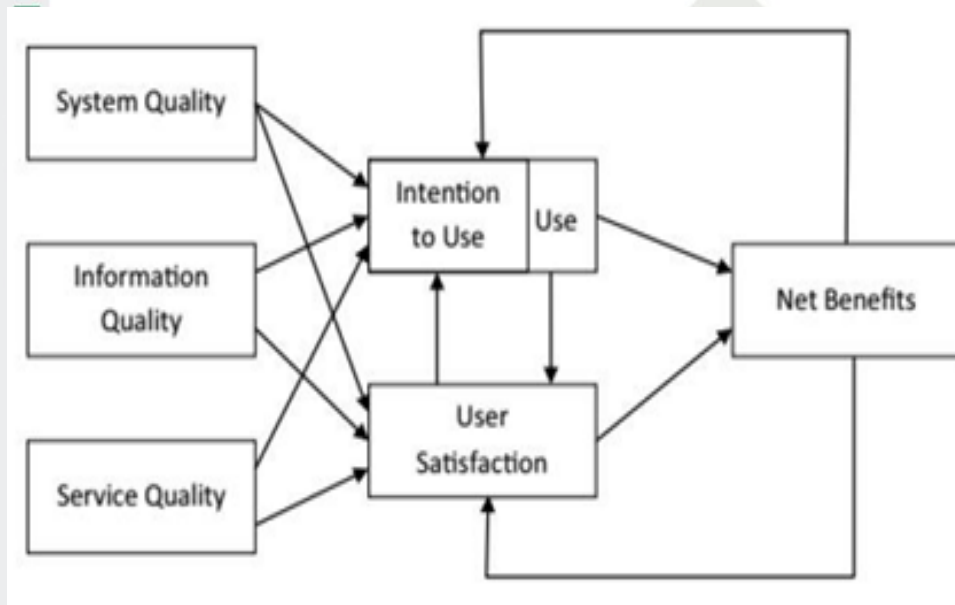 System Quality
Information
Quality
Service Quality
Intention
to Use
Use
User
Satisfaction
Net Benefits